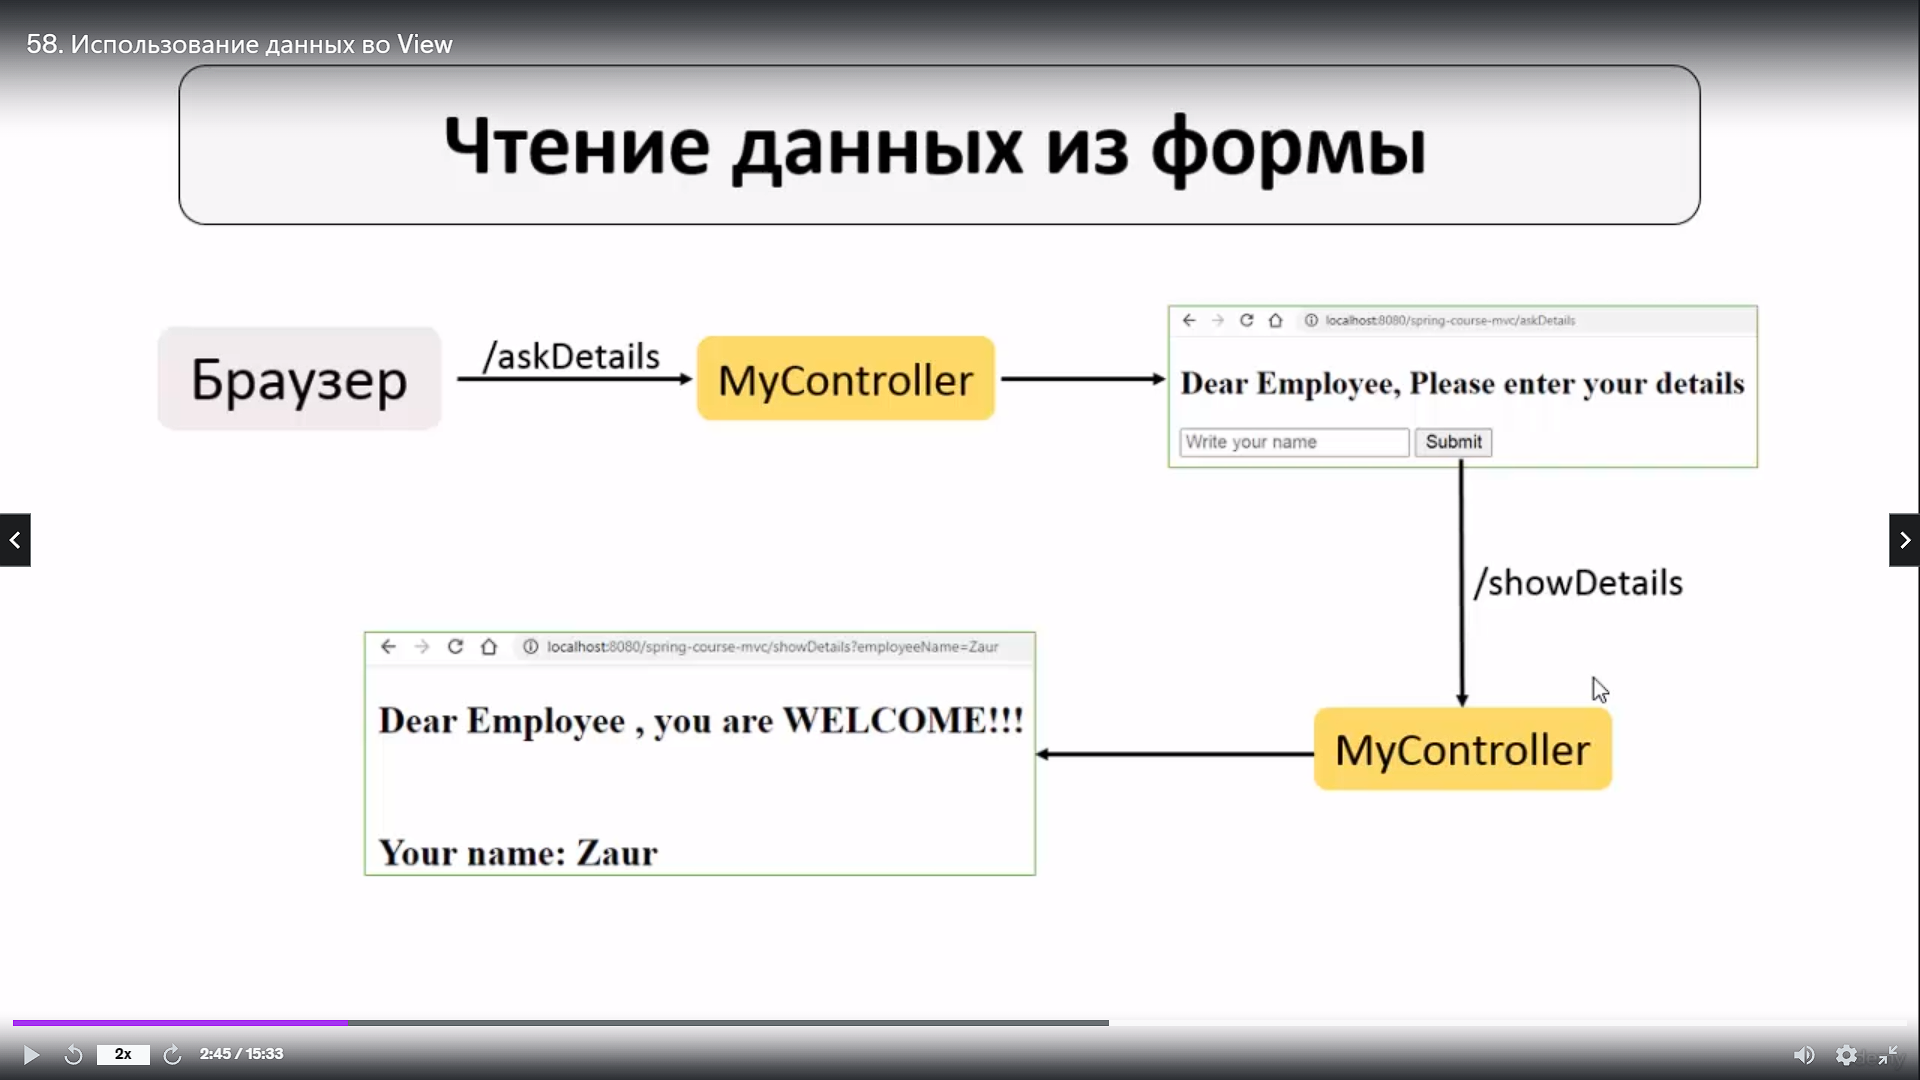 58. Использование данных во View
Чтение данных из формы
Браузер
/askDetails
MyController
localhost:8080/spring-course-mvc/askDetails
Dear Employee, Please enter your details
Write your name
Submit
/showDetails
MyController
localhost:8080/spring-course-mvc/showDetails?employeeName=Zaur
Dear Employee , you are WELCOME!!!
Your name: Zaur
2x
2:45 / 15:33